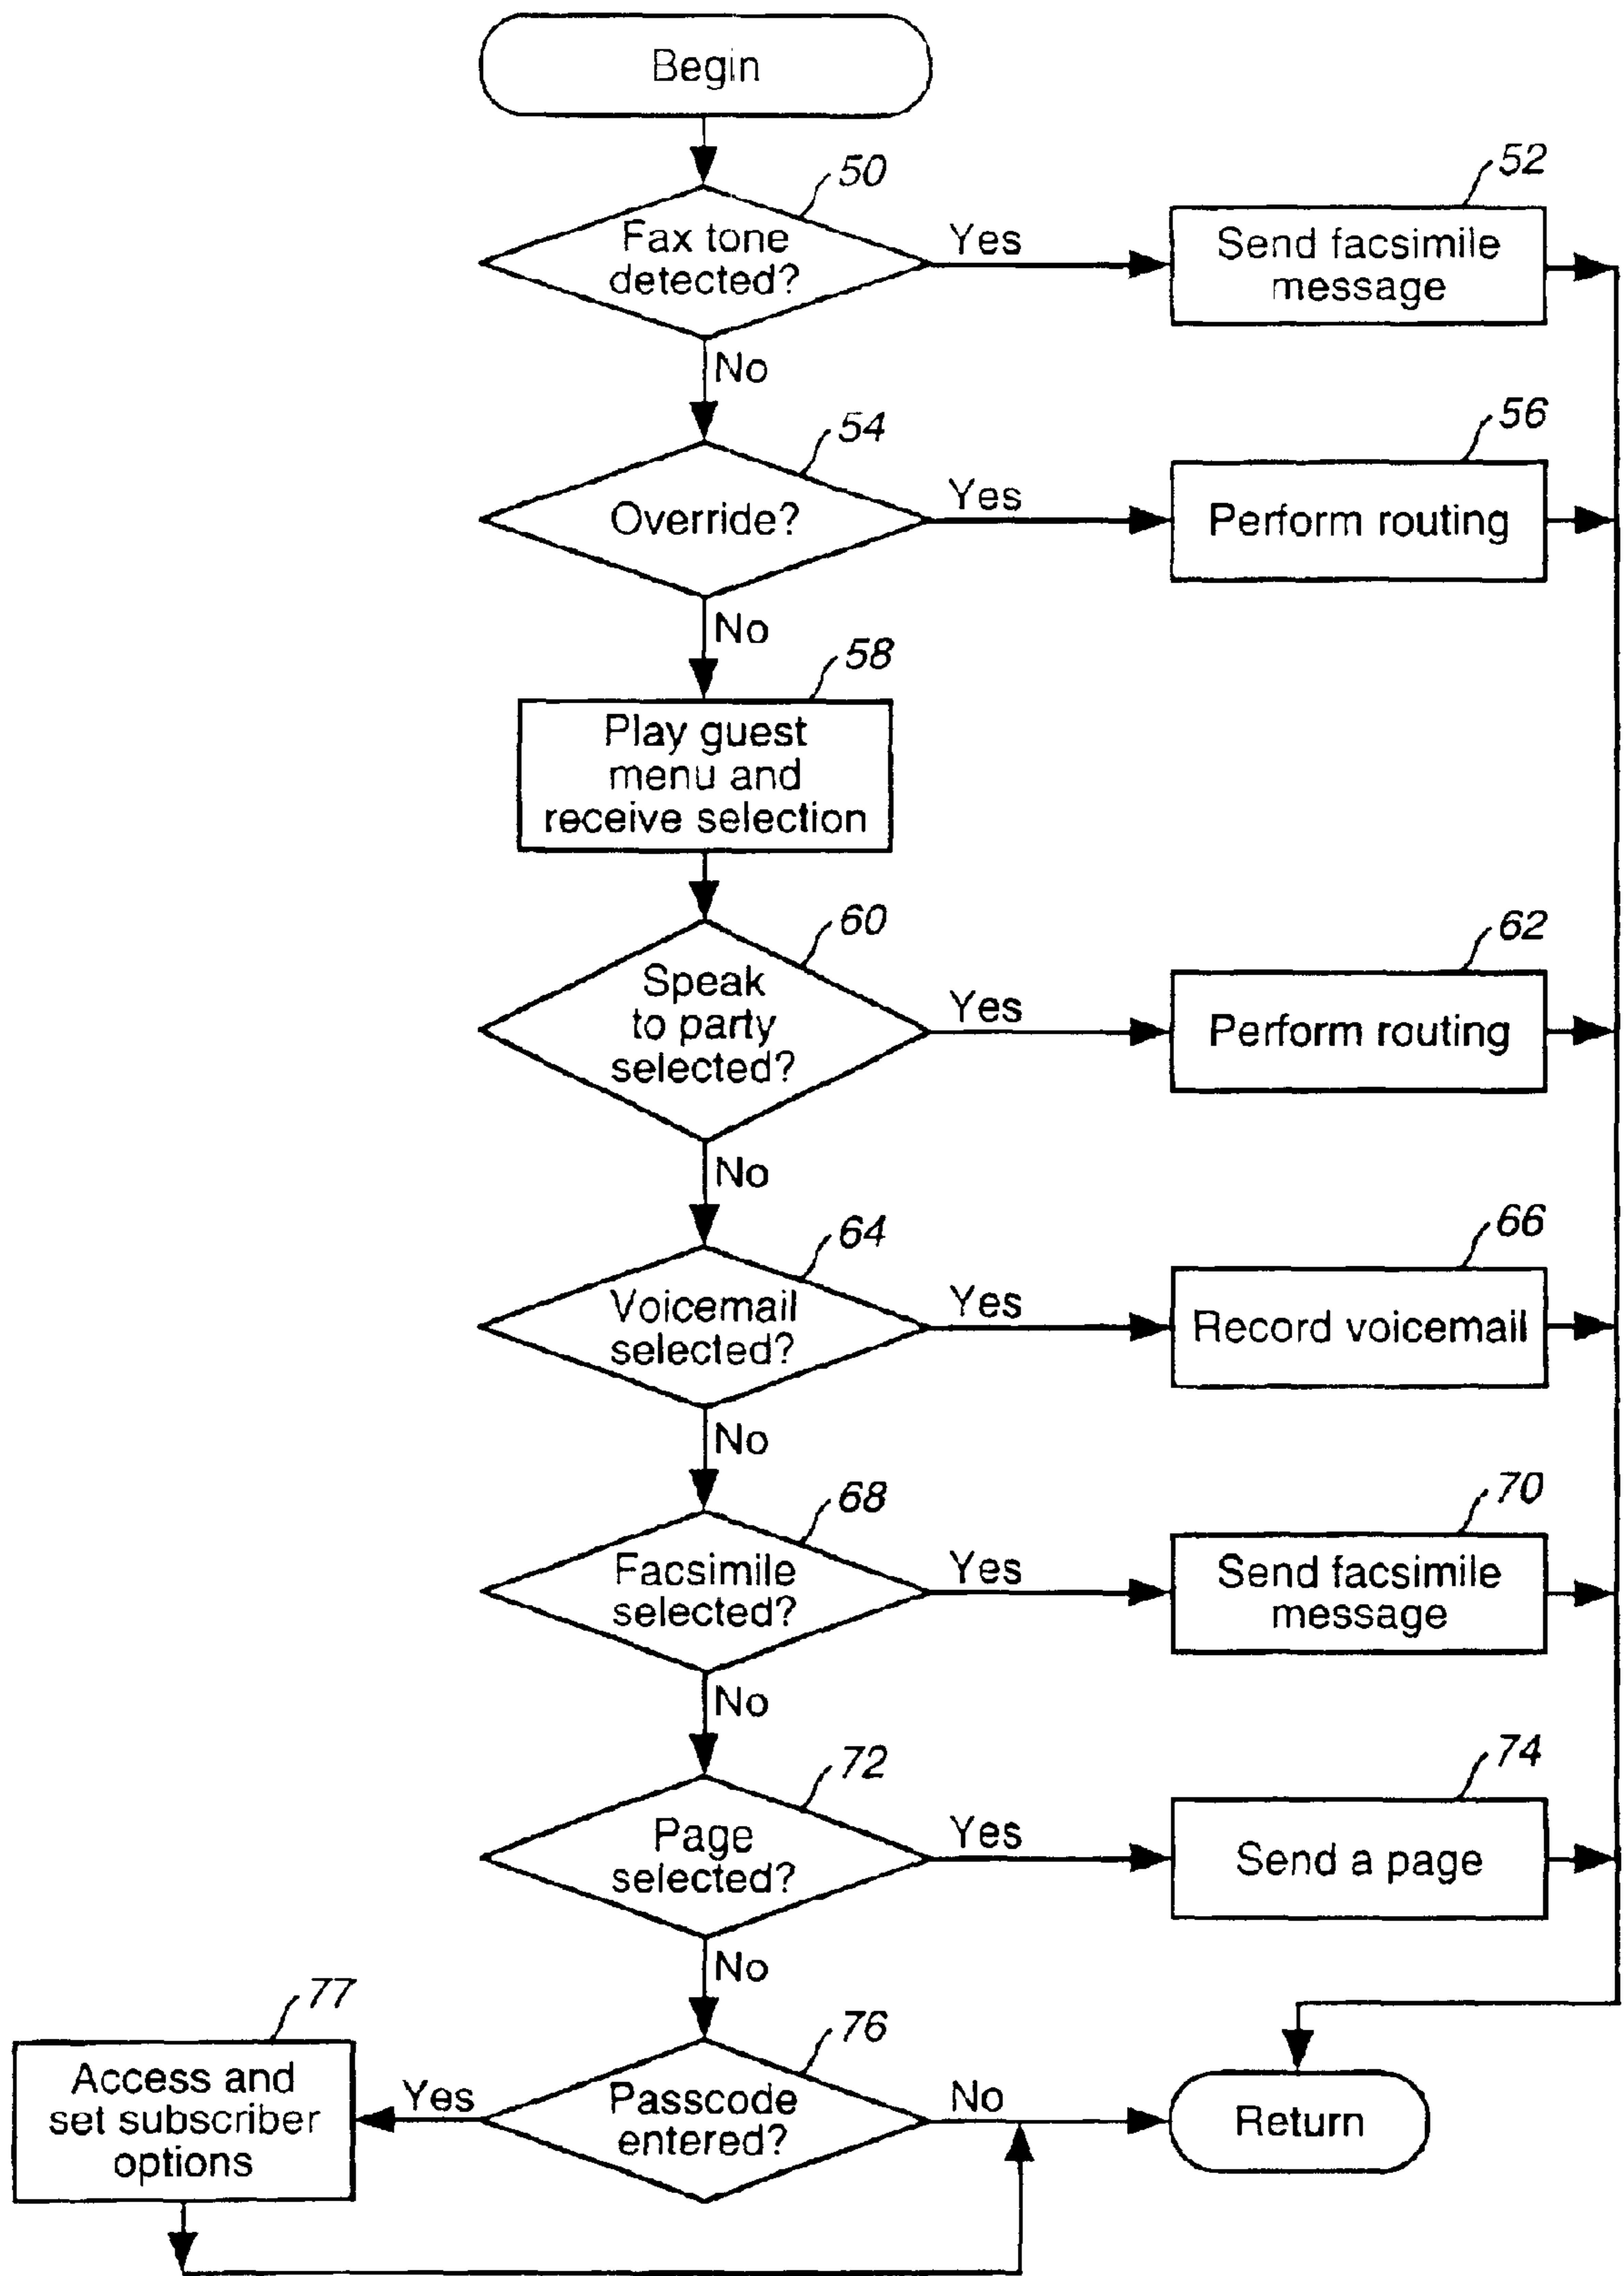 Begin
50
Fax tone
detected?
Yes
52
Send facsimile
message
No
54
Override?
Yes
56
Perform routing
No
58
Play guest
menu and
receive selection
60
Speak
to party
selected?
Yes
62
Perform routing
No
64
Voicemail
selected?
Yes
66
Record voicemail
No
68
Facsimile
selected?
Yes
70
Send facsimile
message
No
72
Page
selected?
Yes
74
Send a page
No
77
Access and
set subscriber
options
Yes
76
Passcode
entered?
No
Return